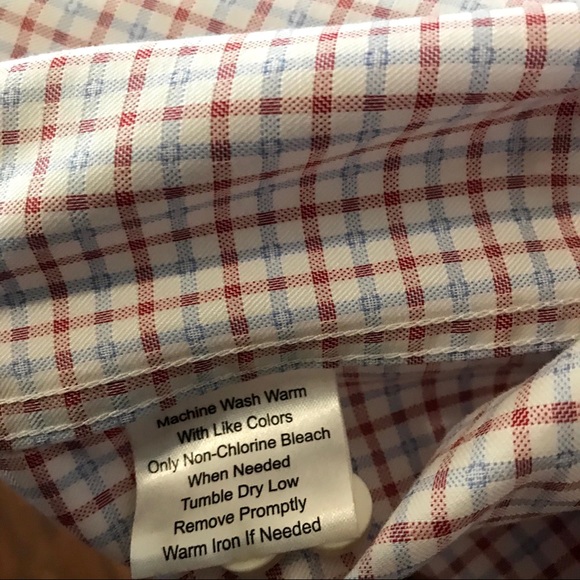 Machine Wash Warm
With Like Colors
Only Non-Chlorine Bleach
When Needed
Tumble Dry Low
Remove Promptly
Warm Iron If Needed